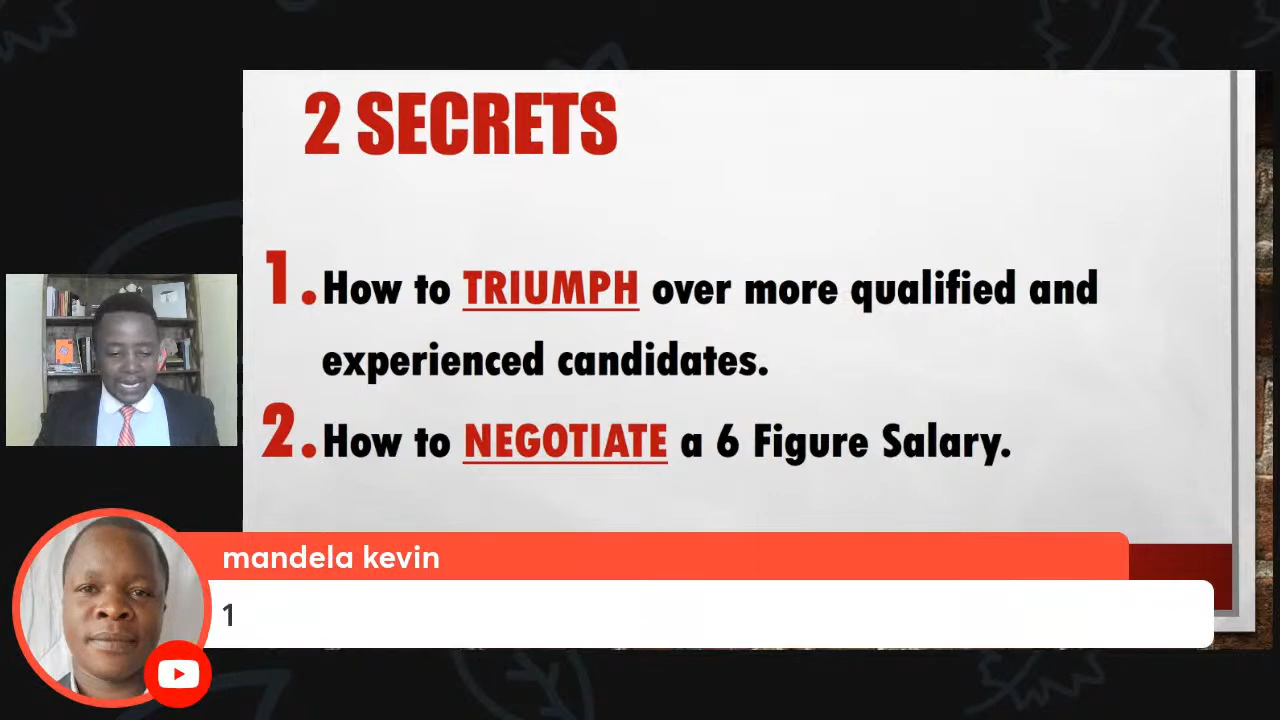 2 SECRETS
1. How to TRIUMPH over more qualified and
experienced candidates.
2. How to NEGOTIATE a 6 Figure Salary.
mandela kevin
1